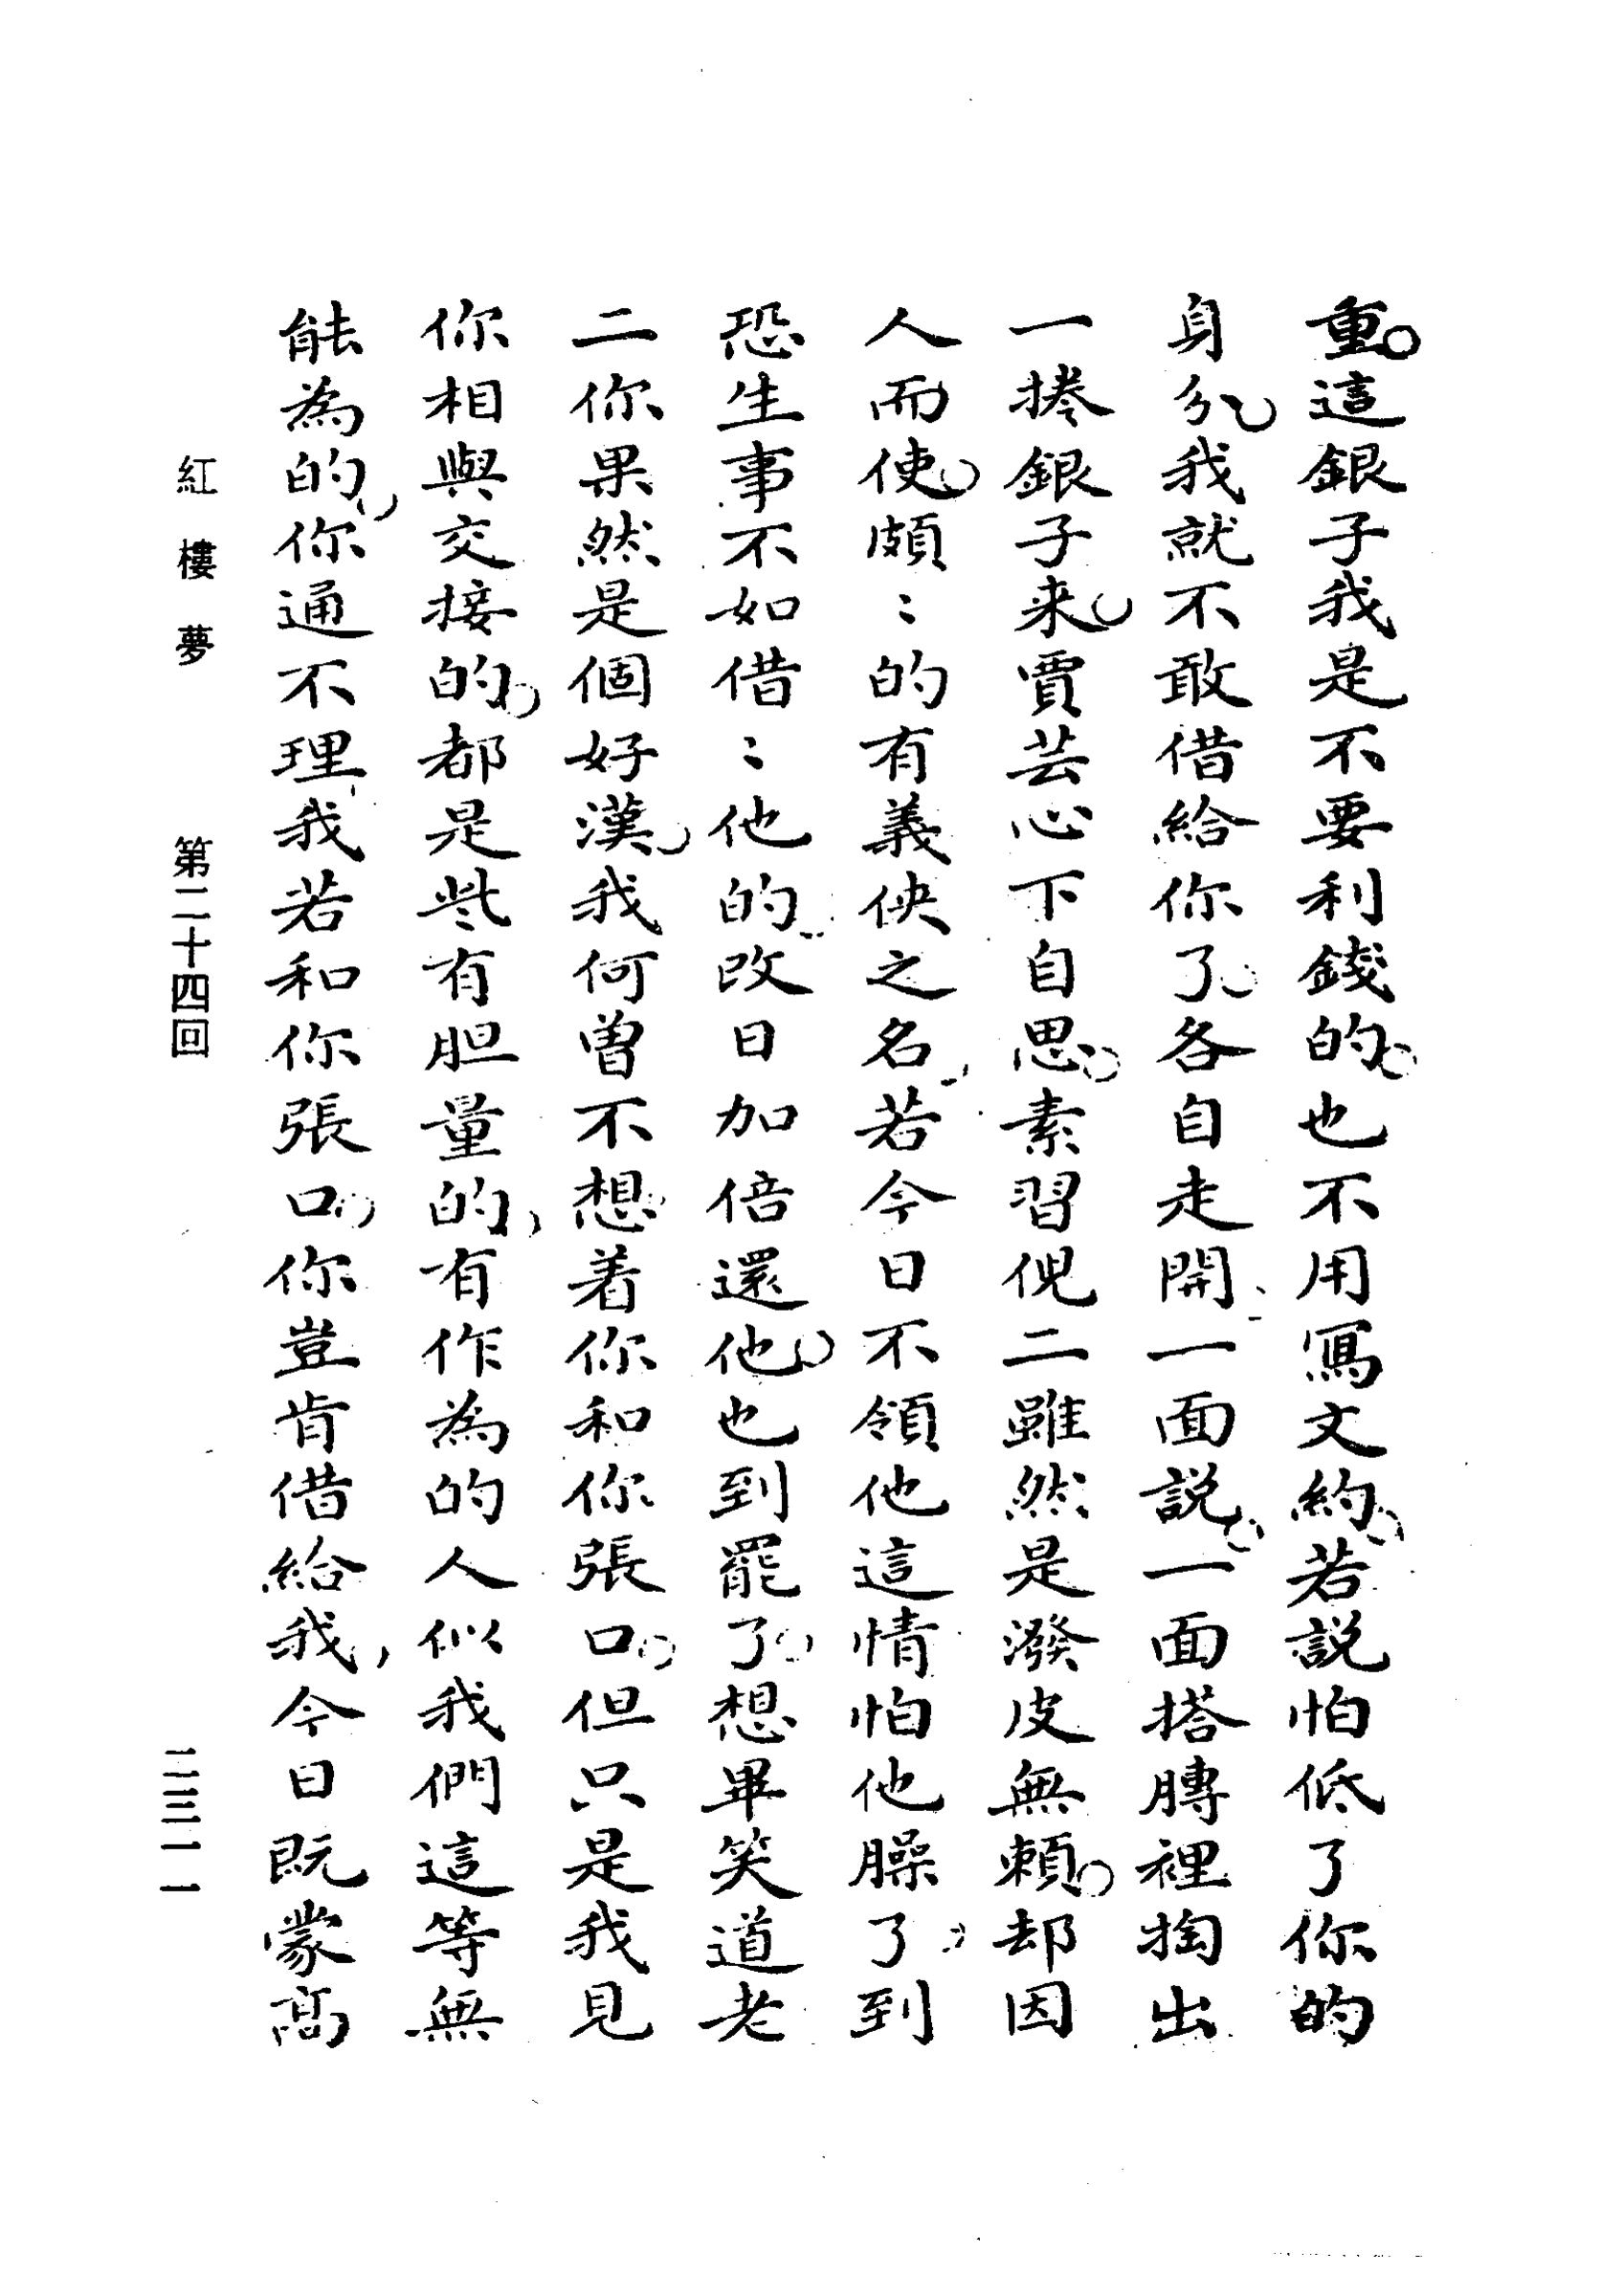 重這銀子我是不要利錢的也不用寫文約若說怕低了你的
身分我就不敢借給你了各自走開一面說一面搭膞裡掏出
一捲銀子来賈芸心下自思素習倪二雖然是潑皮無賴却因
人而使頗〻的有義俠之名若今日不領他這情怕他臊了到
恐生事不如借〻他的改日加倍還他也到罷了想畢笑道老
二你果然是個好漢我何曾不想着你和你張口但只是我見
你相與交接的都是些有胆量的有作為的人似我們這等無
能為的你通不理我若和你張口你豈肯借給我今日既蒙高
紅樓夢 第二十四回 二三一一